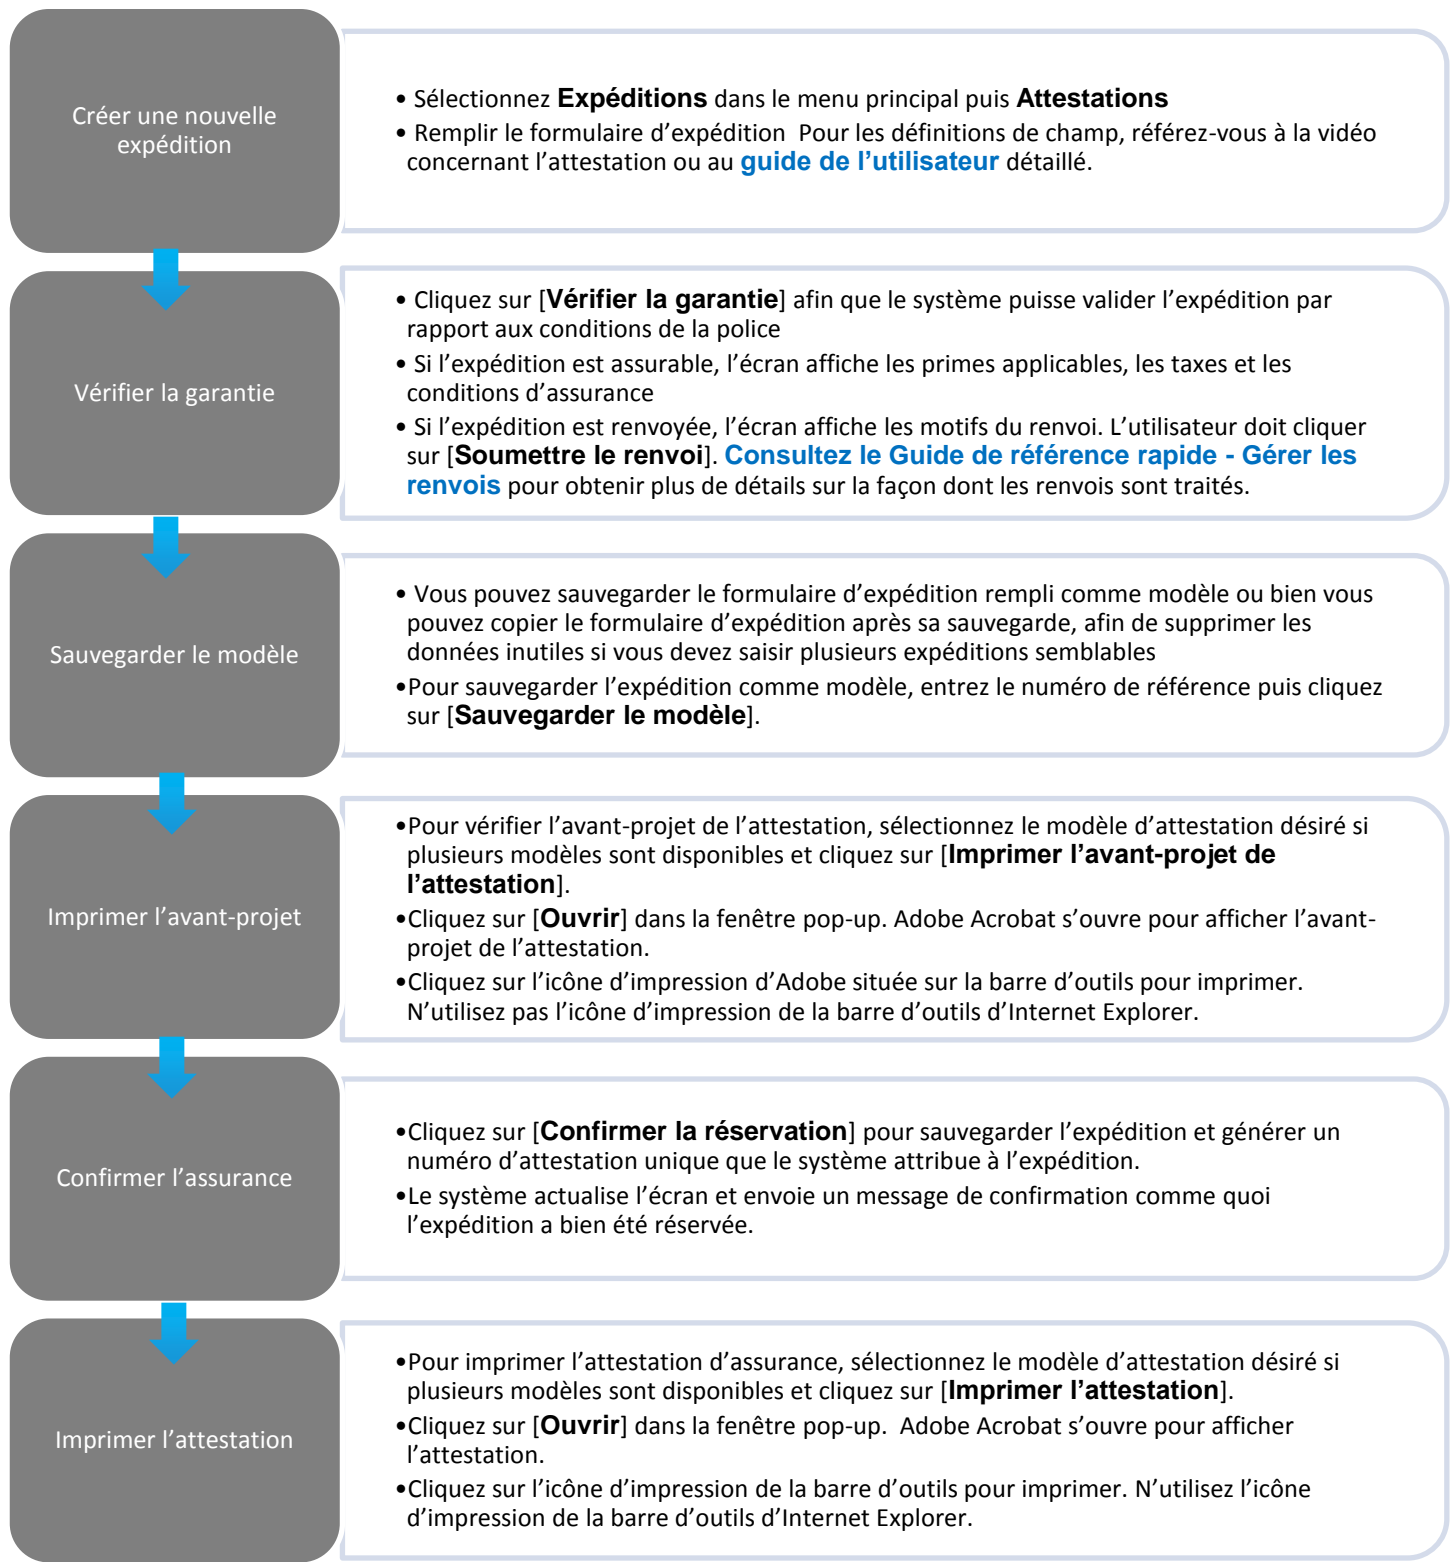 Créer une nouvelle
expédition
• Sélectionnez Expéditions dans le menu principal puis Attestations
• Remplir le formulaire d’expédition  Pour les définitions de champ, référez-vous à la vidéo
concernant l’attestation ou au guide de l’utilisateur détaillé.
Vérifier la garantie
• Cliquez sur [Vérifier la garantie] afin que le système puisse valider l’expédition par
rapport aux conditions de la police
• Si l’expédition est assurable, l’écran affiche les primes applicables, les taxes et les
conditions d’assurance
• Si l’expédition est renvoyée, l’écran affiche les motifs du renvoi. L’utilisateur doit cliquer
sur [Soumettre le renvoi]. Consultez le Guide de référence rapide - Gérer les
renvois pour obtenir plus de détails sur la façon dont les renvois sont traités.
Sauvegarder le modèle
• Vous pouvez sauvegarder le formulaire d’expédition rempli comme modèle ou bien vous
pouvez copier le formulaire d’expédition après sa sauvegarde, afin de supprimer les
données inutiles si vous devez saisir plusieurs expéditions semblables
•Pour sauvegarder l’expédition comme modèle, entrez le numéro de référence puis cliquez
sur [Sauvegarder le modèle].
Imprimer l’avant-projet
•Pour vérifier l’avant-projet de l’attestation, sélectionnez le modèle d’attestation désiré si
plusieurs modèles sont disponibles et cliquez sur [Imprimer l’avant-projet de
l’attestation].
•Cliquez sur [Ouvrir] dans la fenêtre pop-up. Adobe Acrobat s’ouvre pour afficher l’avant-
projet de l’attestation.
•Cliquez sur l’icône d’impression d’Adobe située sur la barre d’outils pour imprimer.
N’utilisez pas l’icône d’impression de la barre d’outils d’Internet Explorer.
Confirmer l’assurance
•Cliquez sur [Confirmer la réservation] pour sauvegarder l’expédition et générer un
numéro d’attestation unique que le système attribue à l’expédition.
•Le système actualise l’écran et envoie un message de confirmation comme quoi
l’expédition a bien été réservée.
Imprimer l’attestation
•Pour imprimer l’attestation d’assurance, sélectionnez le modèle d’attestation désiré si
plusieurs modèles sont disponibles et cliquez sur [Imprimer l’attestation].
•Cliquez sur [Ouvrir] dans la fenêtre pop-up.  Adobe Acrobat s’ouvre pour afficher
l’attestation.
•Cliquez sur l’icône d’impression de la barre d’outils pour imprimer. N’utilisez l’icône
d’impression de la barre d’outils d’Internet Explorer.